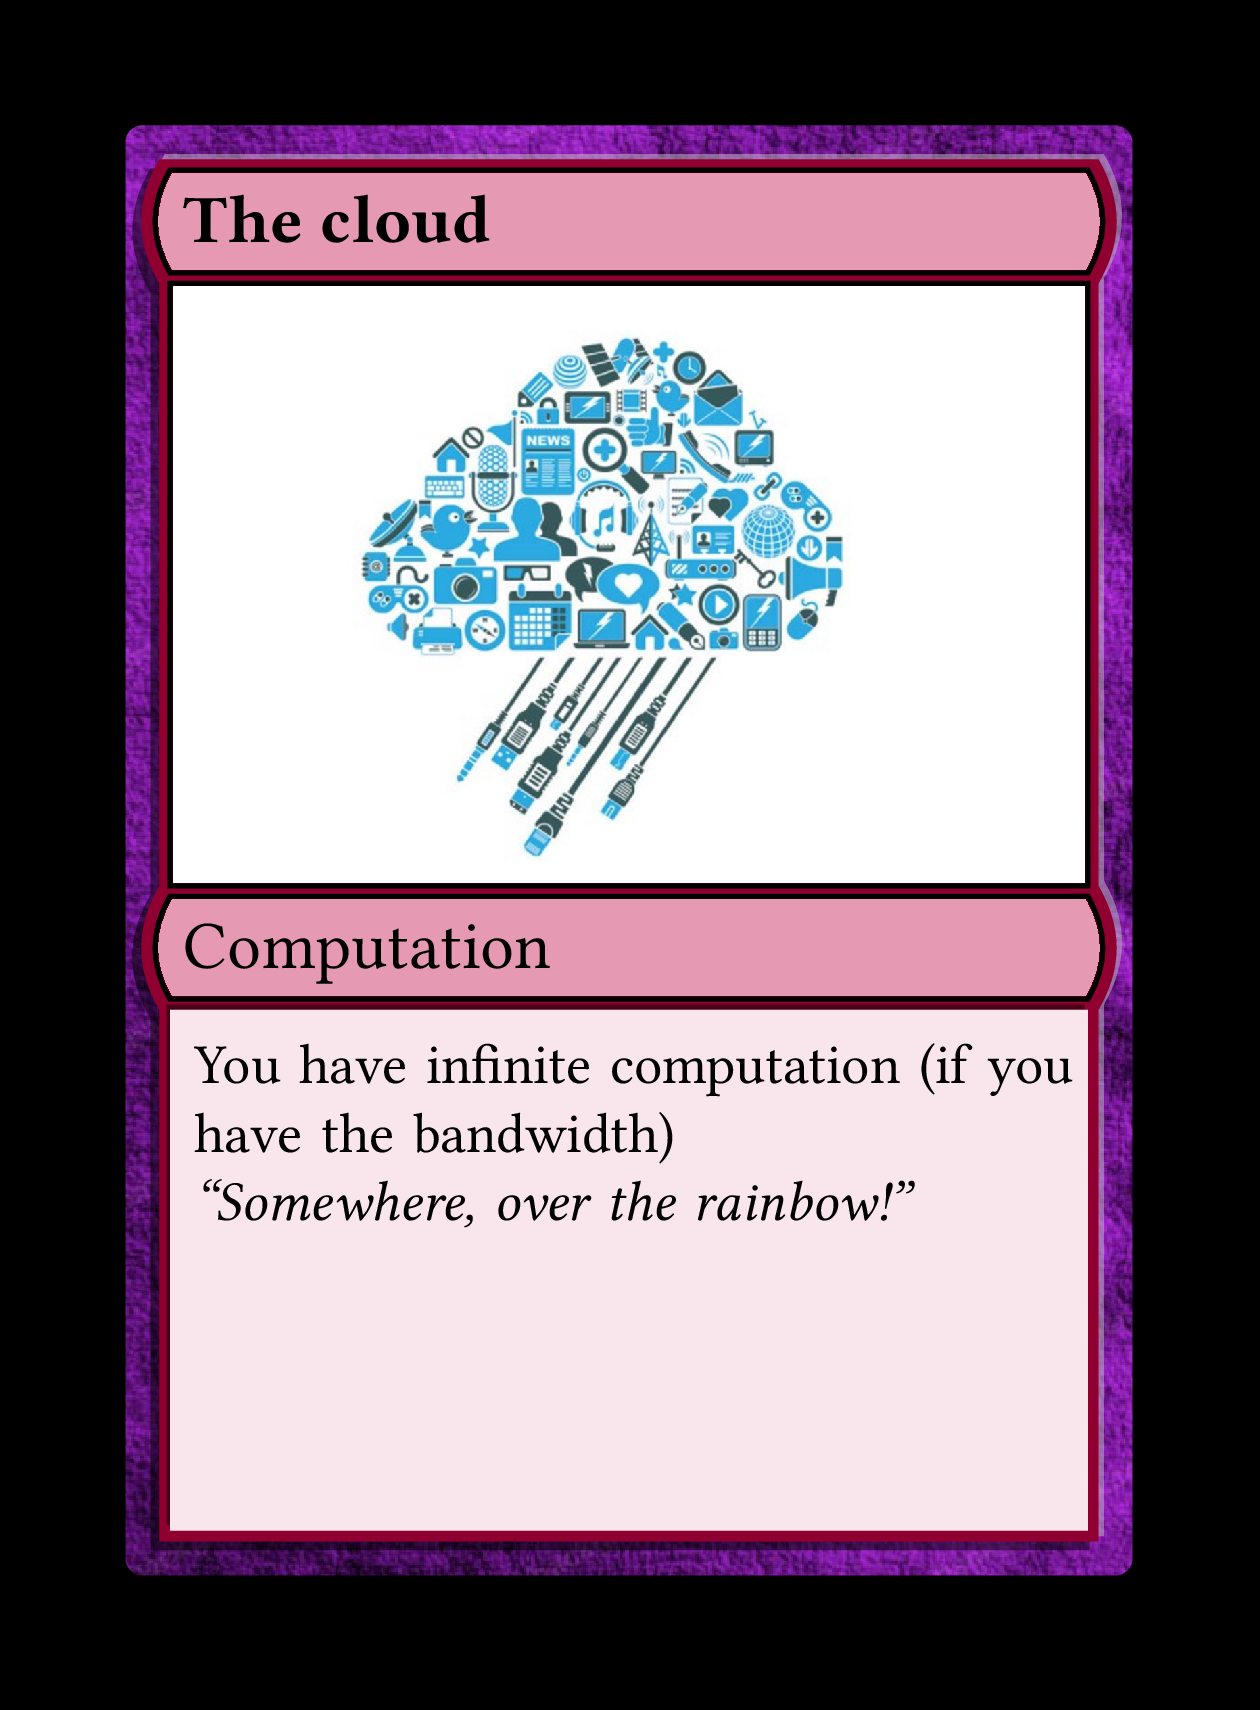 The cloud
NEWS
Computation
You have infinite computation (if you
have the bandwidth)
“Somewhere, over the rainbow!”